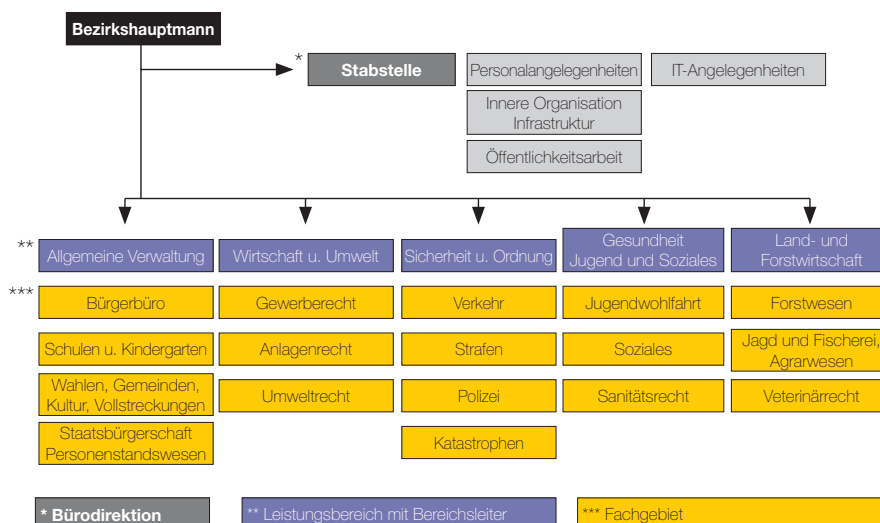 Bezirkshauptmann
*
Stabstelle
Personalangelegenheiten
IT-Angelegenheiten
Innere Organisation
Infrastruktur
Öffentlichkeitsarbeit
**
Allgemeine Verwaltung
Wirtschaft u. Umwelt
Sicherheit u. Ordnung
Gesundheit
Jugend und Soziales
Land- und
Forstwirtschaft
***
Bürgerbüro
Gewerberecht
Verkehr
Jugendwohlfahrt
Forstwesen
Schulen u. Kindergarten
Anlagenrecht
Strafen
Soziales
Jagd und Fischerei,
Agrarwesen
Wahlen, Gemeinden,
Kultur, Vollstreckungen
Umweltrecht
Polizei
Sanitätsrecht
Veterinärrecht
Staatsbürgerschaft
Personenstandswesen
Katastrophen
* Bürodirektion
** Leistungsbereich mit Bereichsleiter
*** Fachgebiet